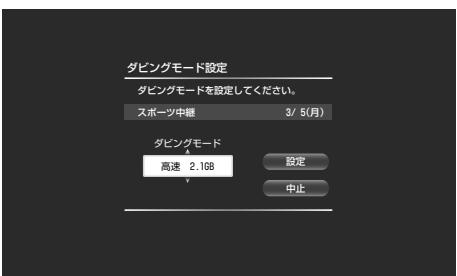 ダビングモード設定
ダビングモードを設定してください。
スポーツ中継 3/ 5(月)
ダビングモード
高速 2.1GB
設定
中止